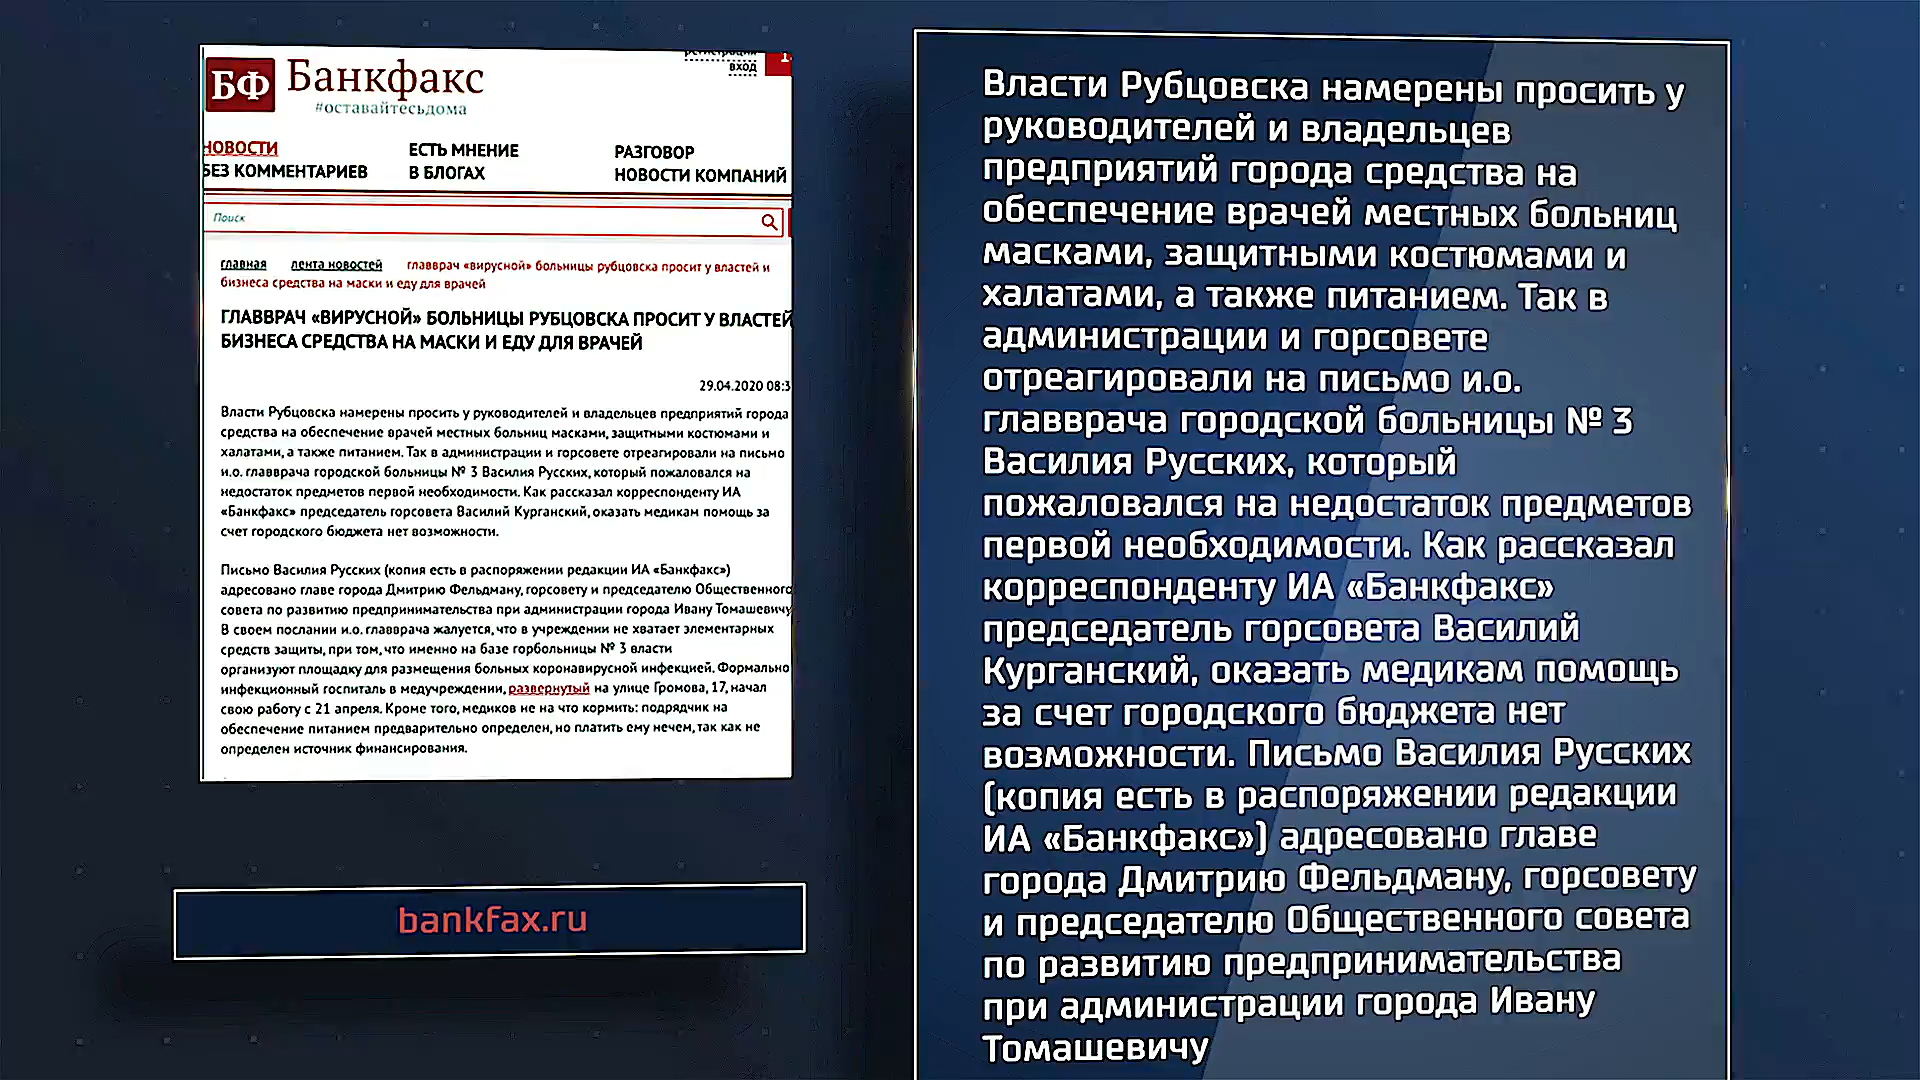 регистрация
вход
БФ Банкфакс
#оставайтесьдома
НОВОСТИ
БЕЗ КОММЕНТАРИЕВ
ЕСТЬ МНЕНИЕ
В БЛОГАХ
РАЗГОВОР
НОВОСТИ КОМПАНИЙ
Поиск
главная лента новостей главврач «вирусной» больницы рубцовска просит у властей и
бизнеса средства на маски и еду для врачей
ГЛАВВРАЧ «ВИРУСНОЙ» БОЛЬНИЦЫ РУБЦОВСКА ПРОСИТ У ВЛАСТЕЙ
БИЗНЕСА СРЕДСТВА НА МАСКИ И ЕДУ ДЛЯ ВРАЧЕЙ
29.04.2020 08:3
Власти Рубцовска намерены просить у руководителей и владельцев предприятий города
средства на обеспечение врачей местных больниц масками, защитными костюмами и
халатами, а также питанием. Так в администрации и горсовете отреагировали на письмо
и.о. главврача городской больницы № 3 Василия Русских, который пожаловался на
недостаток предметов первой необходимости. Как рассказал корреспонденту ИА
«Банкфакс» председатель горсовета Василий Курганский, оказать медикам помощь за
счет городского бюджета нет возможности.
Письмо Василия Русских (копия есть в распоряжении редакции ИА «Банкфакс»)
адресовано главе города Дмитрию Фельдману, горсовету и председателю Общественного
совета по развитию предпринимательства при администрации города Ивану Томашевичу
В своем послании и.о. главврача жалуется, что в учреждении не хватает элементарных
средств защиты, при том, что именно на базе горбольницы № 3 власти
организуют площадку для размещения больных коронавирусной инфекцией. Формально
инфекционный госпиталь в медучреждении, развернутый на улице Громова, 17, начал
свою работу с 21 апреля. Кроме того, медиков не на что кормить: подрядчик на
обеспечение питанием предварительно определен, но платить ему нечем, так как не
определен источник финансирования.
bankfax.ru
Власти Рубцовска намерены просить у
руководителей и владельцев
предприятий города средства на
обеспечение врачей местных больниц
масками, защитными костюмами и
халатами, а также питанием. Так в
администрации и горсовете
отреагировали на письмо и.о.
главврача городской больницы № 3
Василия Русских, который
пожаловался на недостаток предметов
первой необходимости. Как рассказал
корреспонденту ИА «Банкфакс»
председатель горсовета Василий
Курганский, оказать медикам помощь
за счет городского бюджета нет
возможности. Письмо Василия Русских
(копия есть в распоряжении редакции
ИА «Банкфакс») адресовано главе
города Дмитрию Фельдману, горсовету
и председателю Общественного совета
по развитию предпринимательства
при администрации города Ивану
Томашевичу